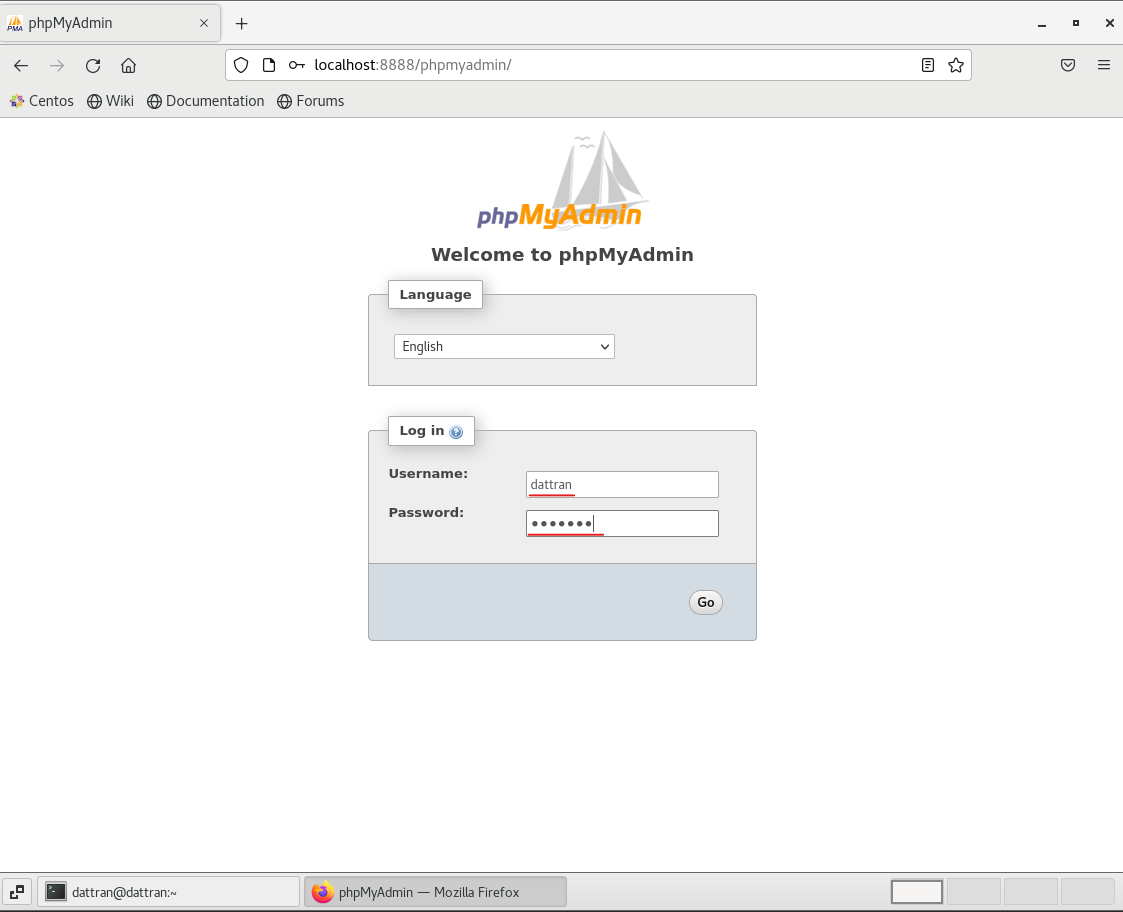 phpMyAdmin
localhost:8888/phpmyadmin/
Centos Wiki Documentation Forums
phpMyAdmin
Welcome to phpMyAdmin
Language
English
Log in
Username:
dattran
Password:
•••••••
Go
dattran@dattran:~
phpMyAdmin — Mozilla Firefox